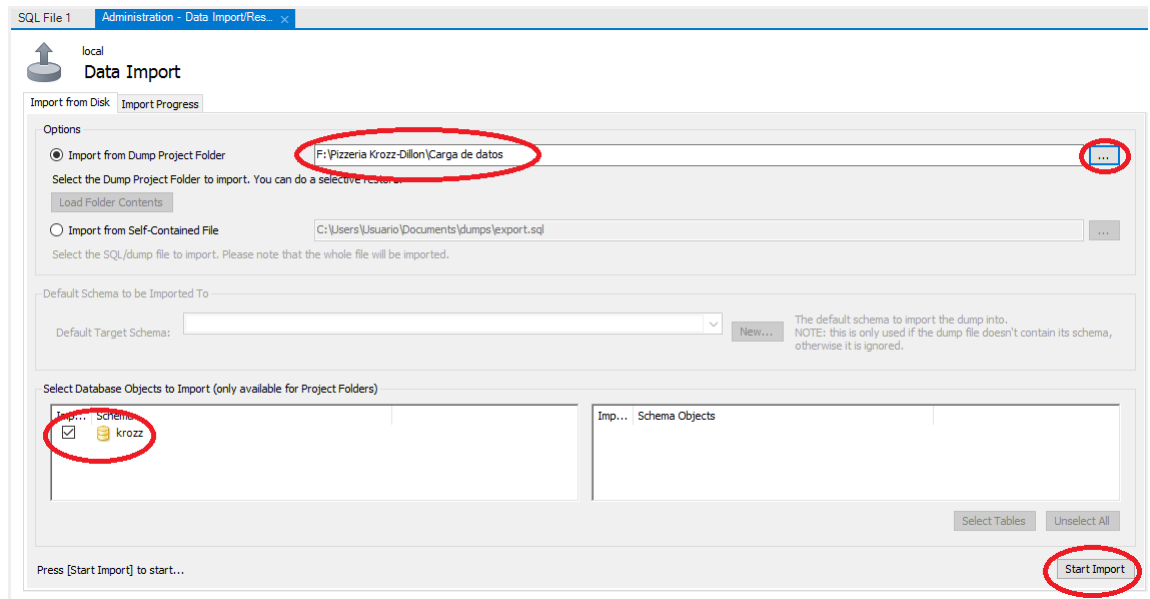 SQL File 1
Administration - Data Import/Res...
local
Data Import
Import from Disk
Import Progress
Options
Import from Dump Project Folder
F:\Pizzeria Krozz-Dillon\Carga de datos
...
Select the Dump Project Folder to import. You can do a selective restore.
Load Folder Contents
Import from Self-Contained File
C:\Users\Usuario\Documents\dumps\export.sql
...
Select the SQL/dump file to import. Please note that the whole file will be imported.
Default Schema to be Imported To
Default Target Schema:
New...
The default schema to import the dump into.
NOTE: this is only used if the dump file doesn't contain its schema,
otherwise it is ignored.
Select Database Objects to Import (only available for Project Folders)
Imp... Schema
krozz
Imp... Schema Objects
Select Tables
Unselect All
Press [Start Import] to start...
Start Import